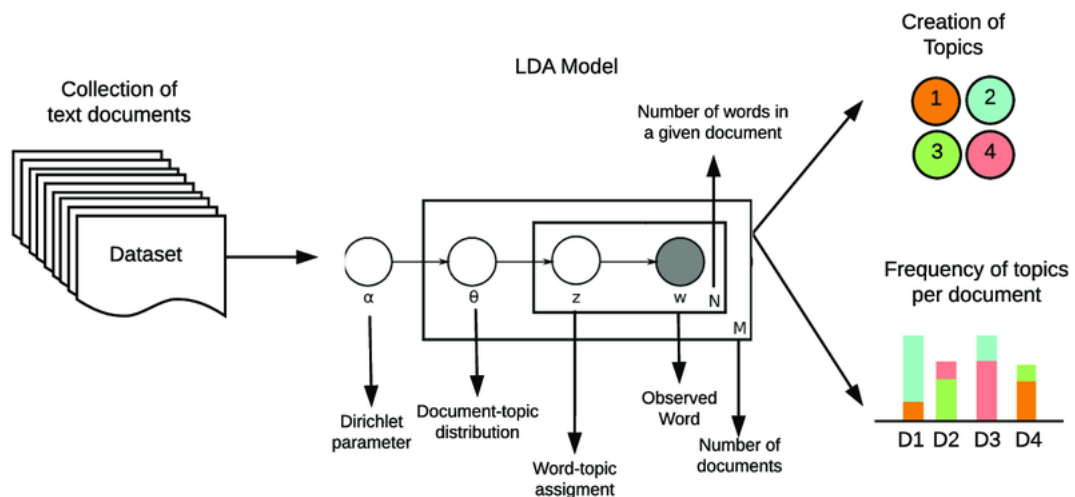 Collection of
text documents
Dataset
LDA Model
Number of words in
a given document
α
θ
z
w
N
M
Dirichlet
parameter
Document-topic
distribution
Word-topic
assigment
Observed
Word
Number of
documents
Creation of
Topics
1
2
3
4
Frequency of topics
per document
D1 D2 D3 D4